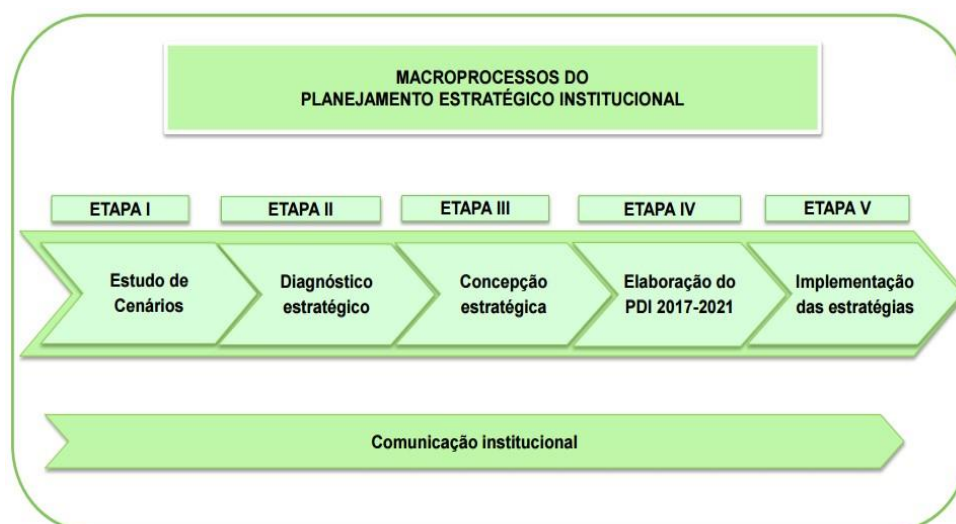 MACROPROCESSOS DO
PLANEJAMENTO ESTRATÉGICO INSTITUCIONAL
ETAPA I
ETAPA II
ETAPA III
ETAPA IV
ETAPA V
Estudo de
Cenários
Diagnóstico
estratégico
Concepção
estratégica
Elaboração do
PDI 2017-2021
Implementação
das estratégias
Comunicação institucional